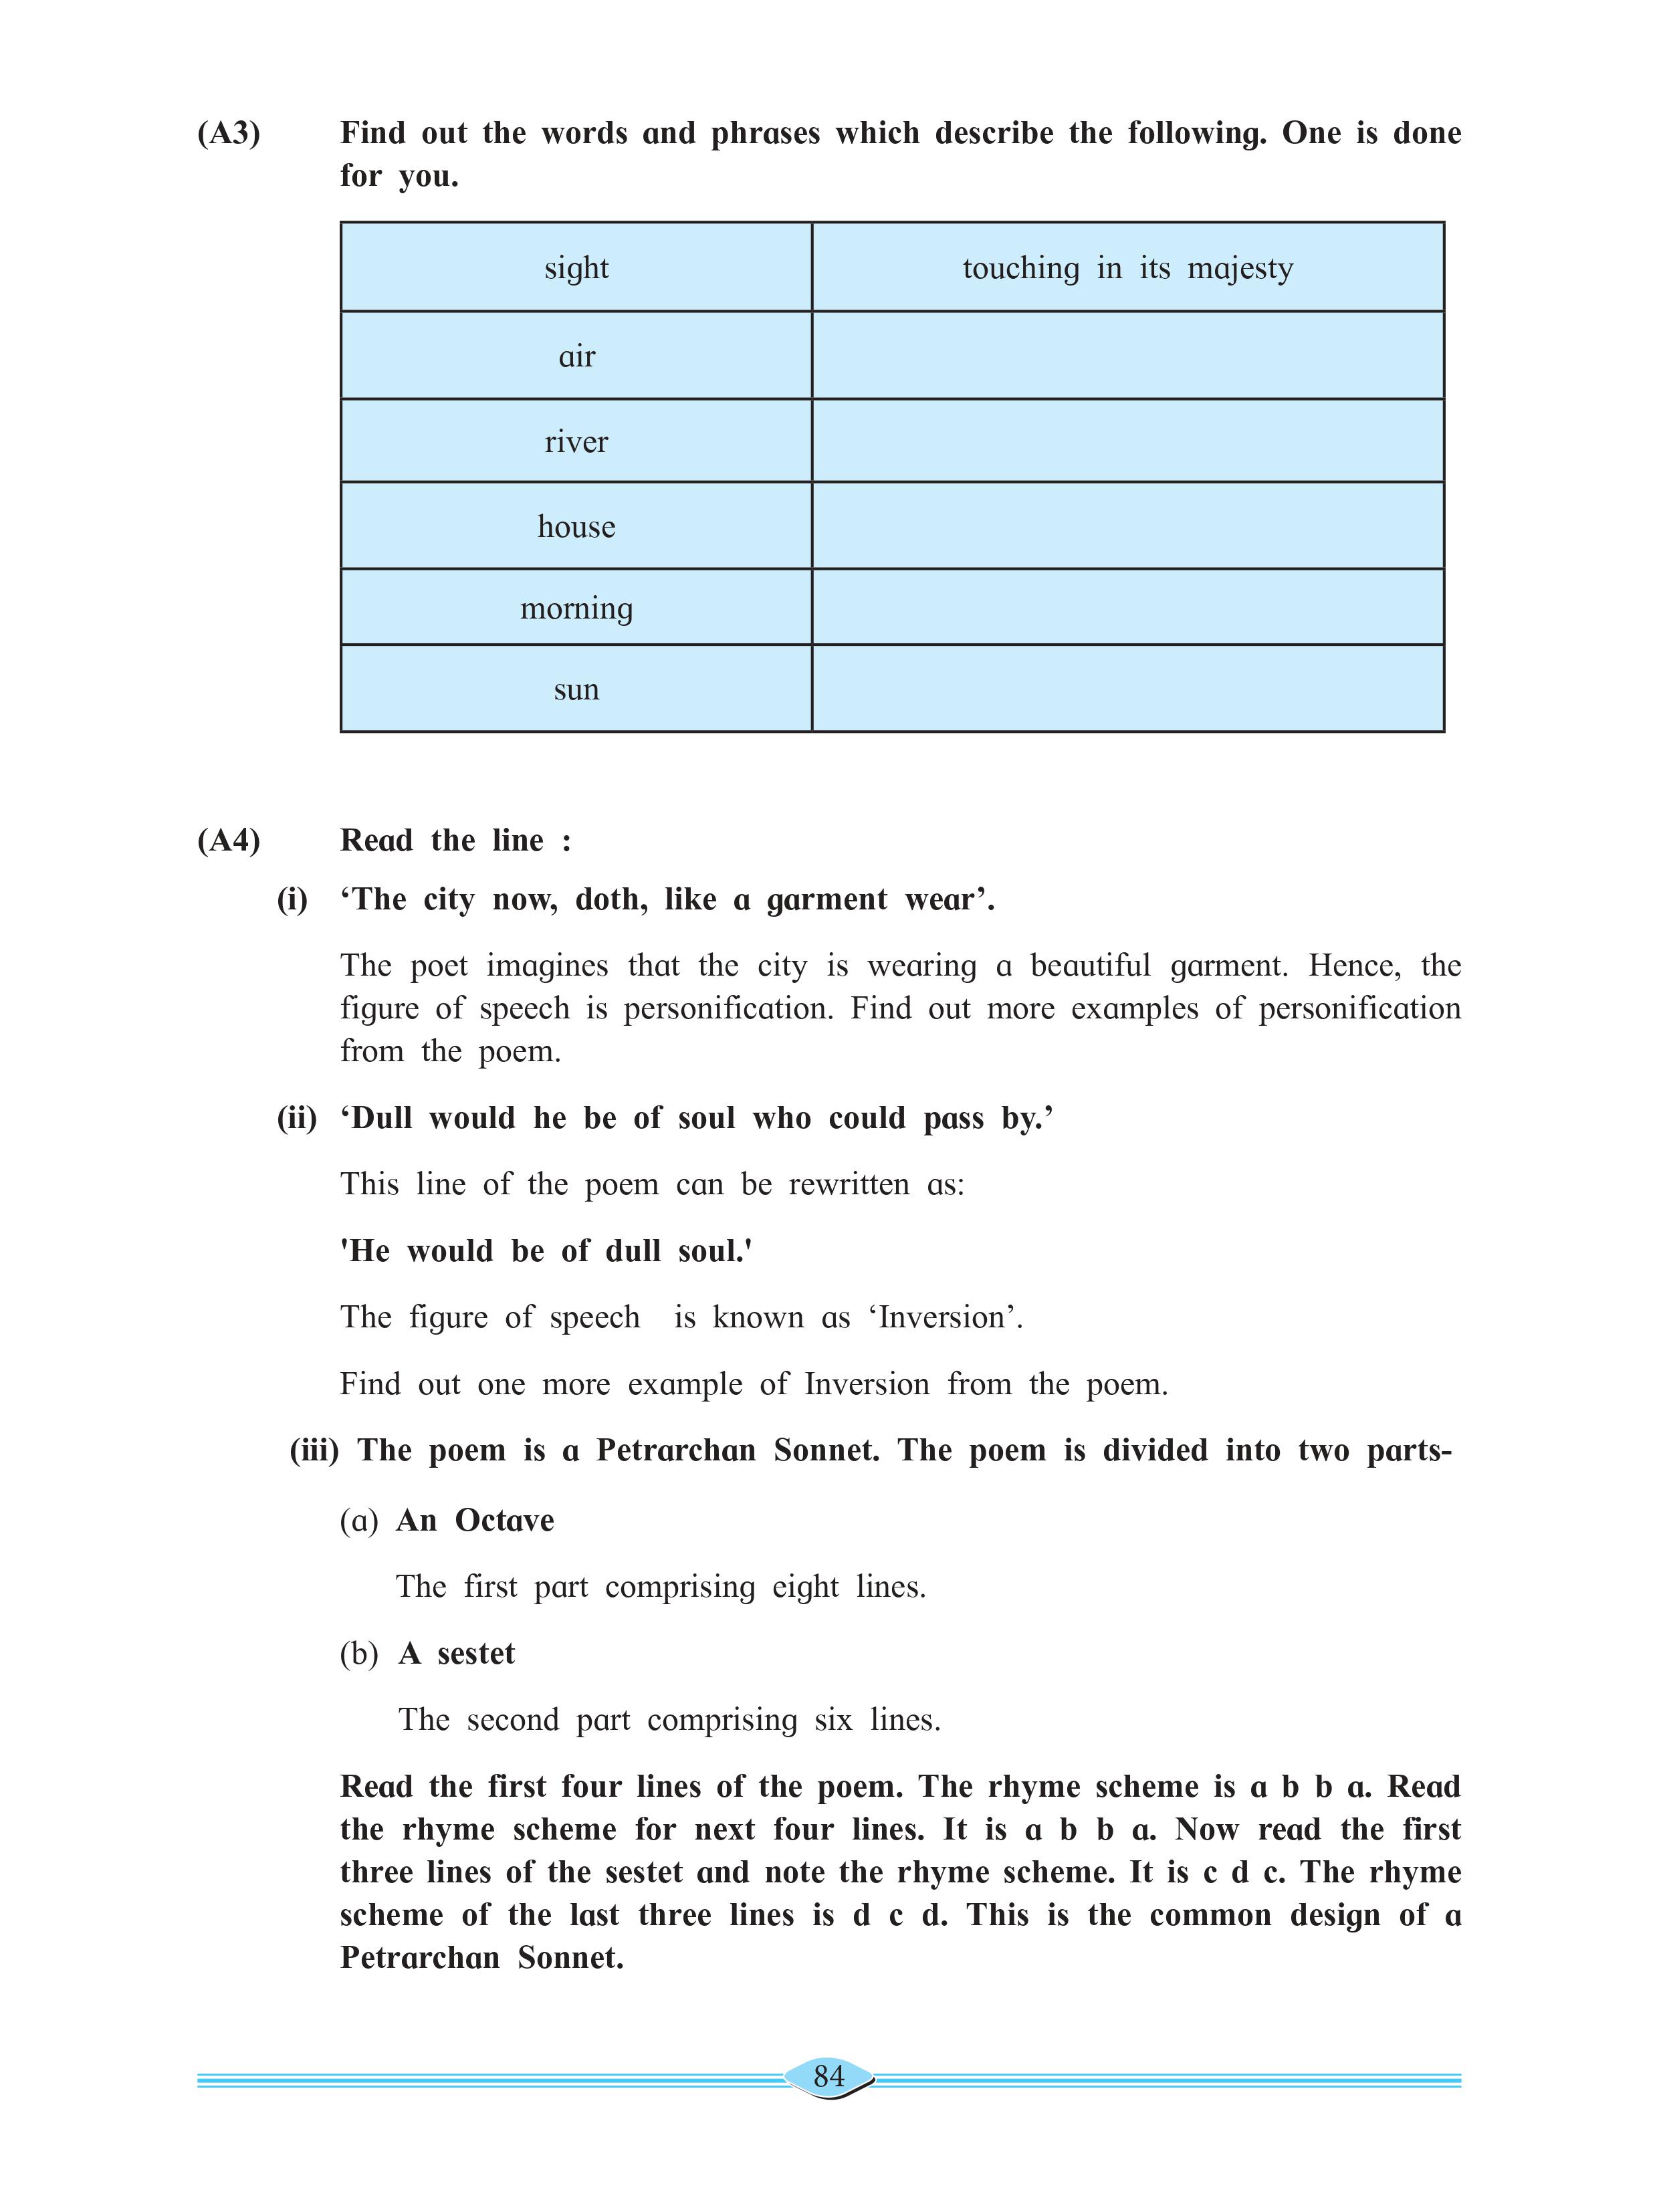 (A3) Find out the words and phrases which describe the following. One is done
for you.
sight touching in its majesty
air
river
house
morning
sun
(A4) Read the line :
(i) ‘The city now, doth, like a garment wear’.
The poet imagines that the city is wearing a beautiful garment. Hence, the
figure of speech is personification. Find out more examples of personification
from the poem.
(ii) ‘Dull would he be of soul who could pass by.’
This line of the poem can be rewritten as:
'He would be of dull soul.'
The figure of speech is known as ‘Inversion’.
Find out one more example of Inversion from the poem.
(iii) The poem is a Petrarchan Sonnet. The poem is divided into two parts-
(a) An Octave
The first part comprising eight lines.
(b) A sestet
The second part comprising six lines.
Read the first four lines of the poem. The rhyme scheme is a b b a. Read
the rhyme scheme for next four lines. It is a b b a. Now read the first
three lines of the sestet and note the rhyme scheme. It is c d c. The rhyme
scheme of the last three lines is d c d. This is the common design of a
Petrarchan Sonnet.
84